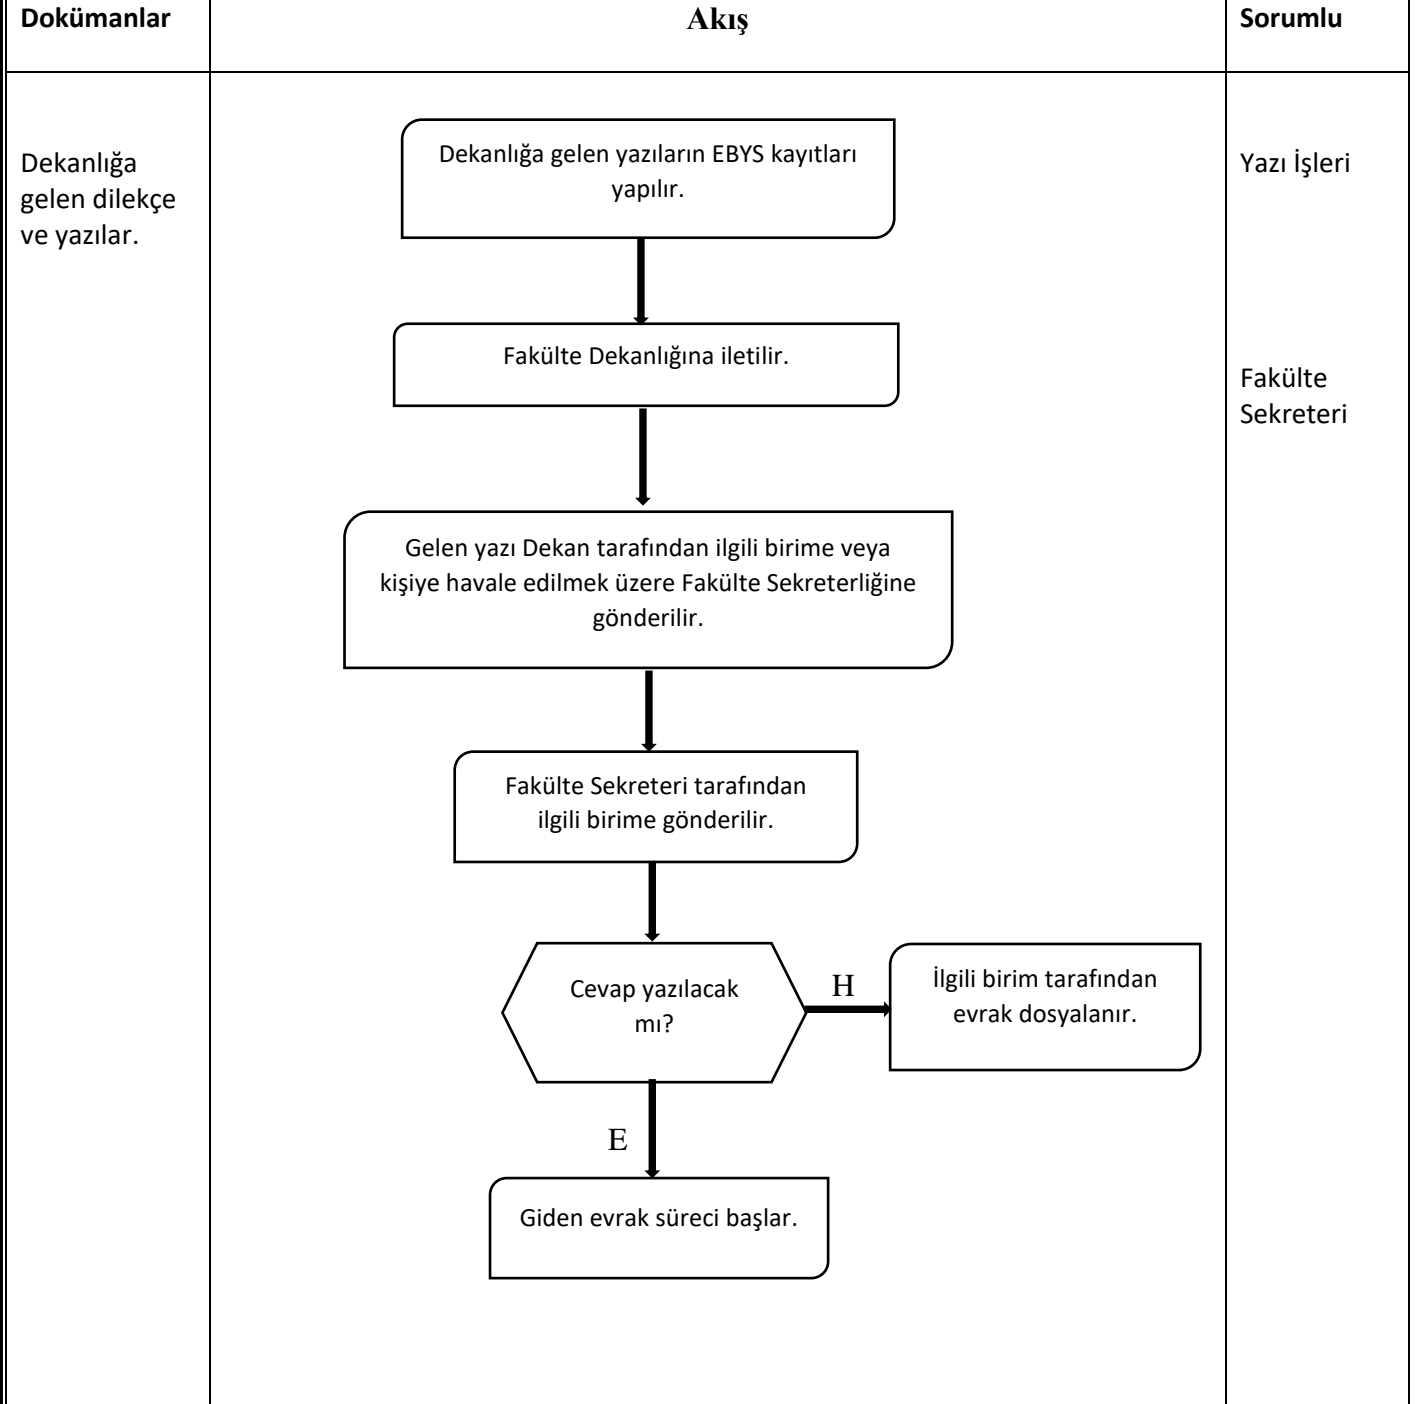 Dokümanlar
Akış
Sorumlu
Dekanlığa
gelen dilekçe
ve yazılar.
Dekanlığa gelen yazıların EBYS kayıtları
yapılır.
Yazı İşleri
Fakülte Dekanlığına iletilir.
Fakülte
Sekreteri
Gelen yazı Dekan tarafından ilgili birime veya
kişiye havale edilmek üzere Fakülte Sekreterliğine
gönderilir.
Fakülte Sekreteri tarafından
ilgili birime gönderilir.
Cevap yazılacak
mı?
H
İlgili birim tarafından
evrak dosyalanır.
E
Giden evrak süreci başlar.